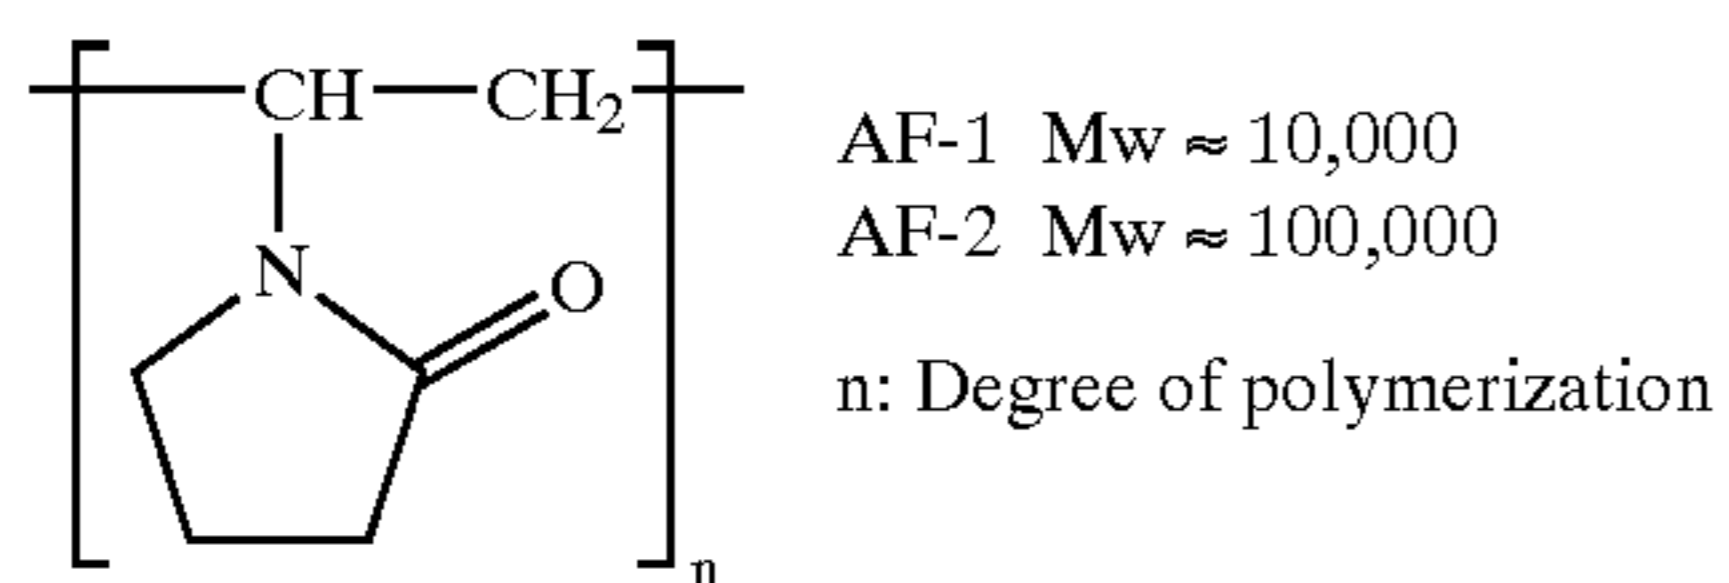 CH CH₂
N O
n
AF-1 Mw ≈ 10,000
AF-2 Mw ≈ 100,000
n: Degree of polymerization